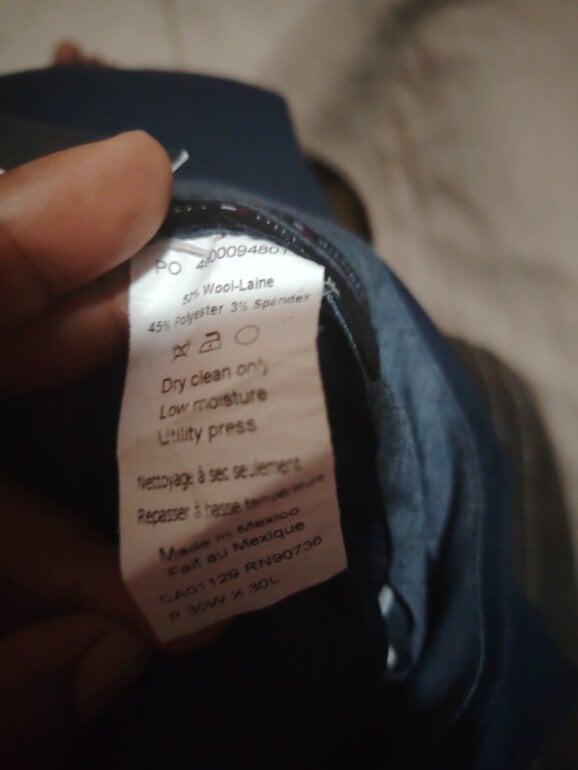 PO
Wool-Laine
45% Polyester 3% Spandex
Dry clean only
Low moisture
Utility press
Nettoyage à sec seulement
Repasser à basse température
Made in Mexico
Fait au Mexique
CA01129 RN90736
P 30W X 30L